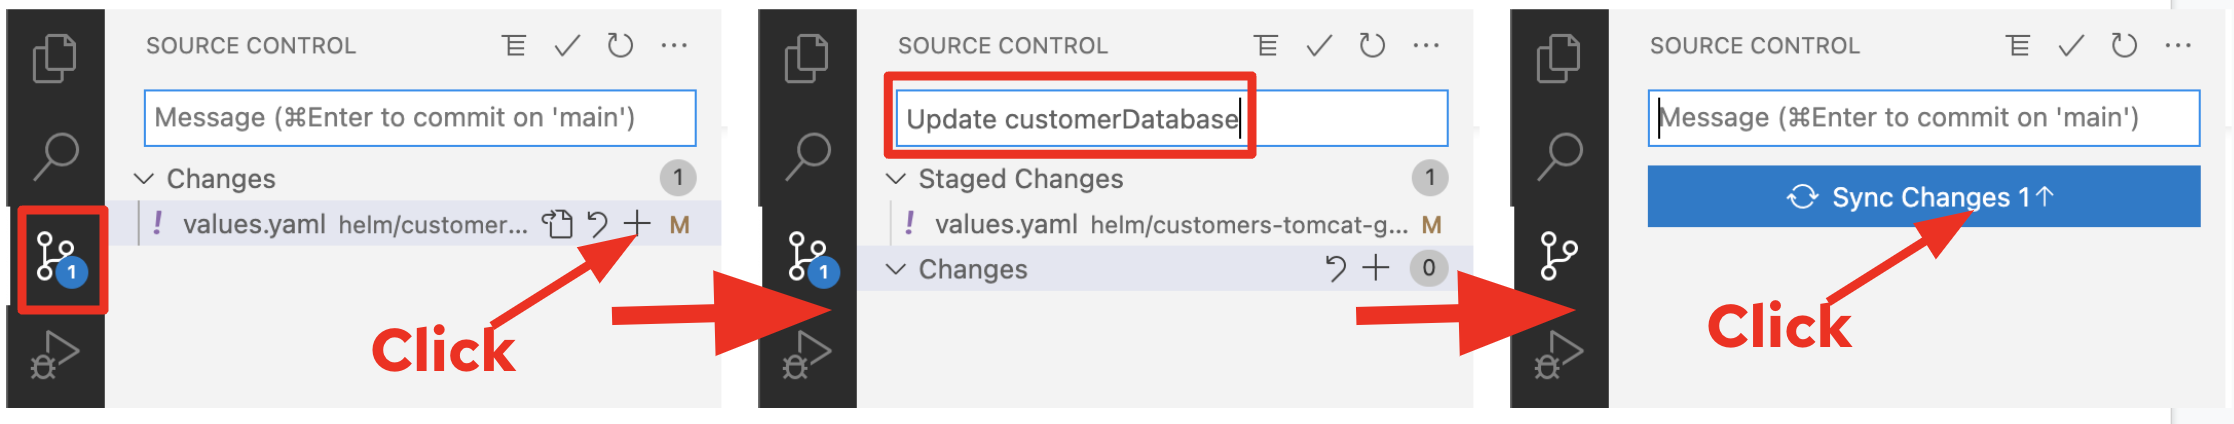 SOURCE CONTROL
Message (⌘Enter to commit on 'main')
Changes 1
! values.yaml helm/customer... M
1
Click
SOURCE CONTROL
Update customerDatabase
Staged Changes 1
! values.yaml helm/customers-tomcat-g... M
1
Changes 0
SOURCE CONTROL
Message (⌘Enter to commit on 'main')
Sync Changes 1↑
Click